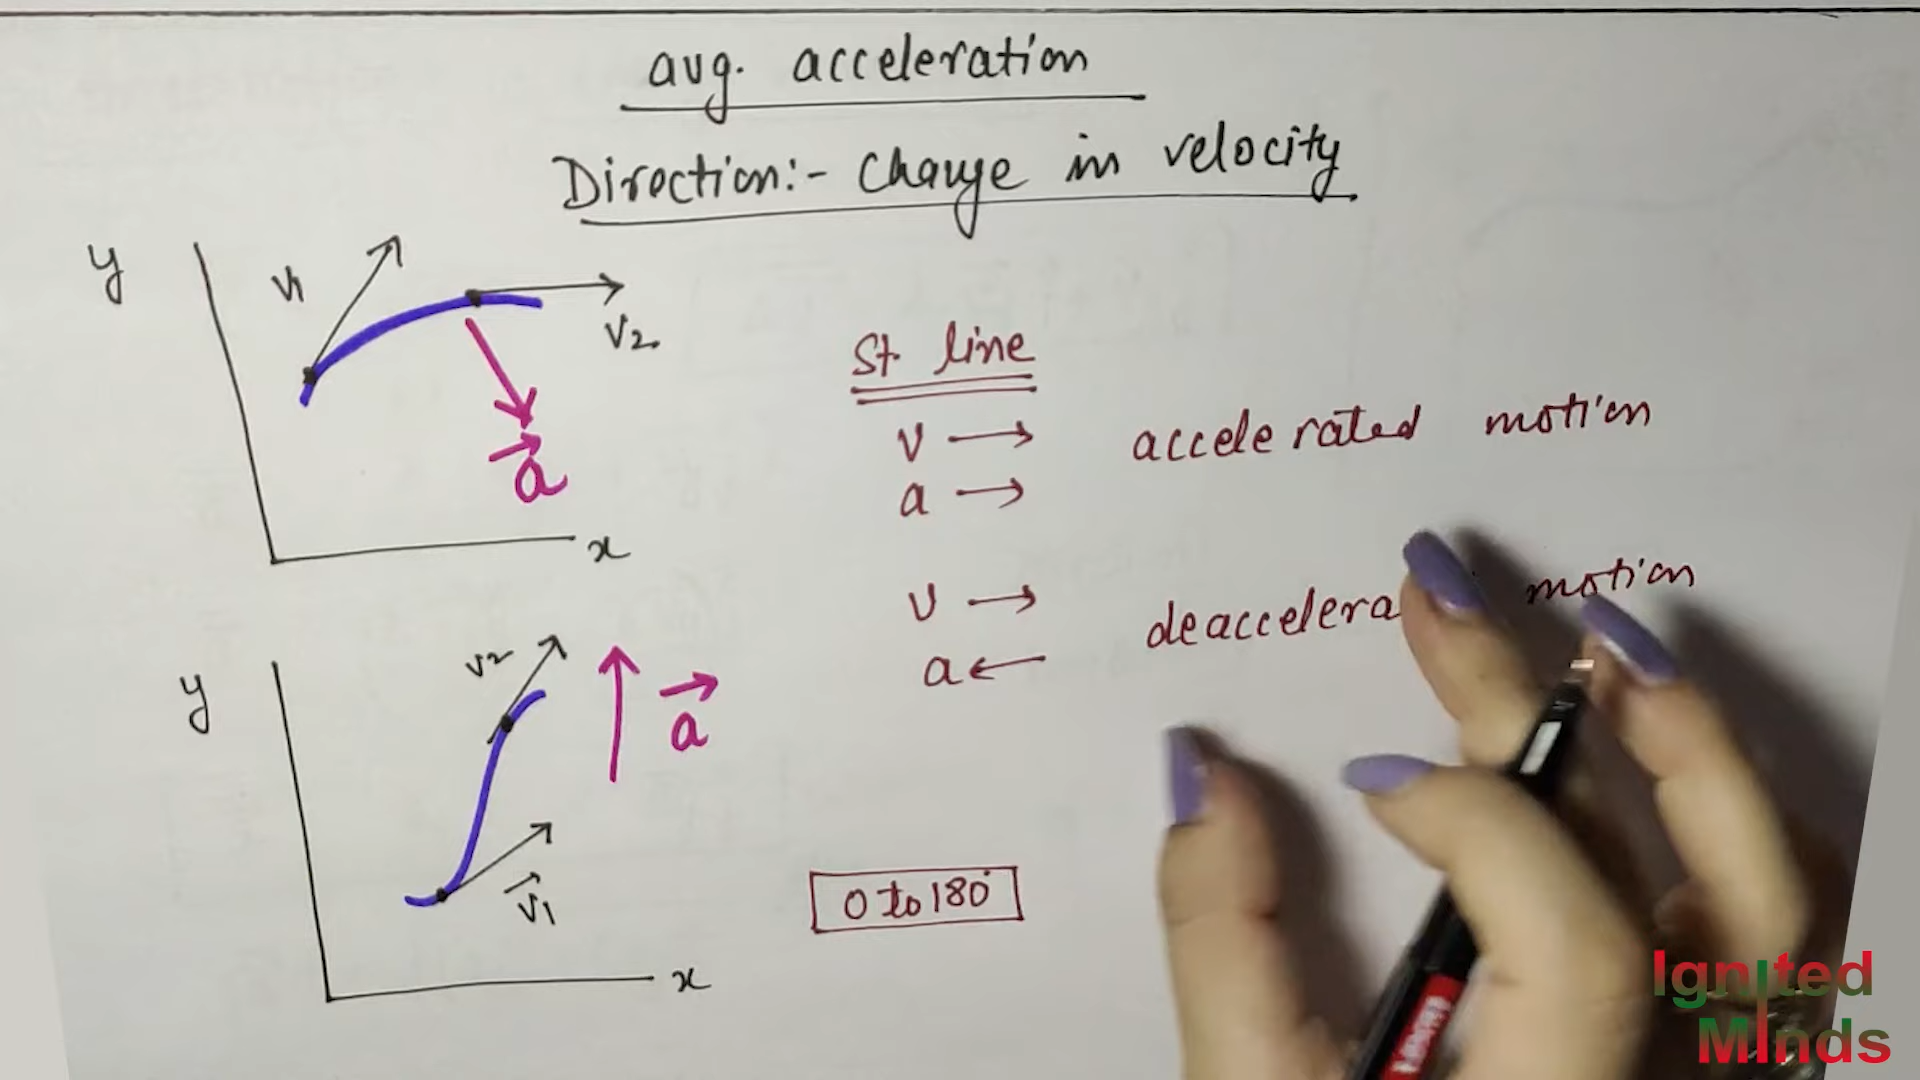 avg. acceleration
Direction:- Change in velocity
y
v1
V2.
a
x
St. line
v → accelerated motion
a →
v → motion
a ←
y
v2
a
v1
x
0 to 180°
Ignited
Minds